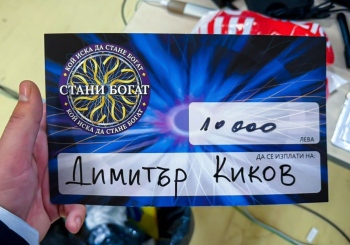 КОЙ ИСКА ДА СТАНЕ БОГАТ
СТАНИ БОГАТ
КОЙ ИСКА ДА СТАНЕ БОГАТ
10 000
ЛЕВА
ДА СЕ ИЗПЛАТИ НА:
Димитър Киков